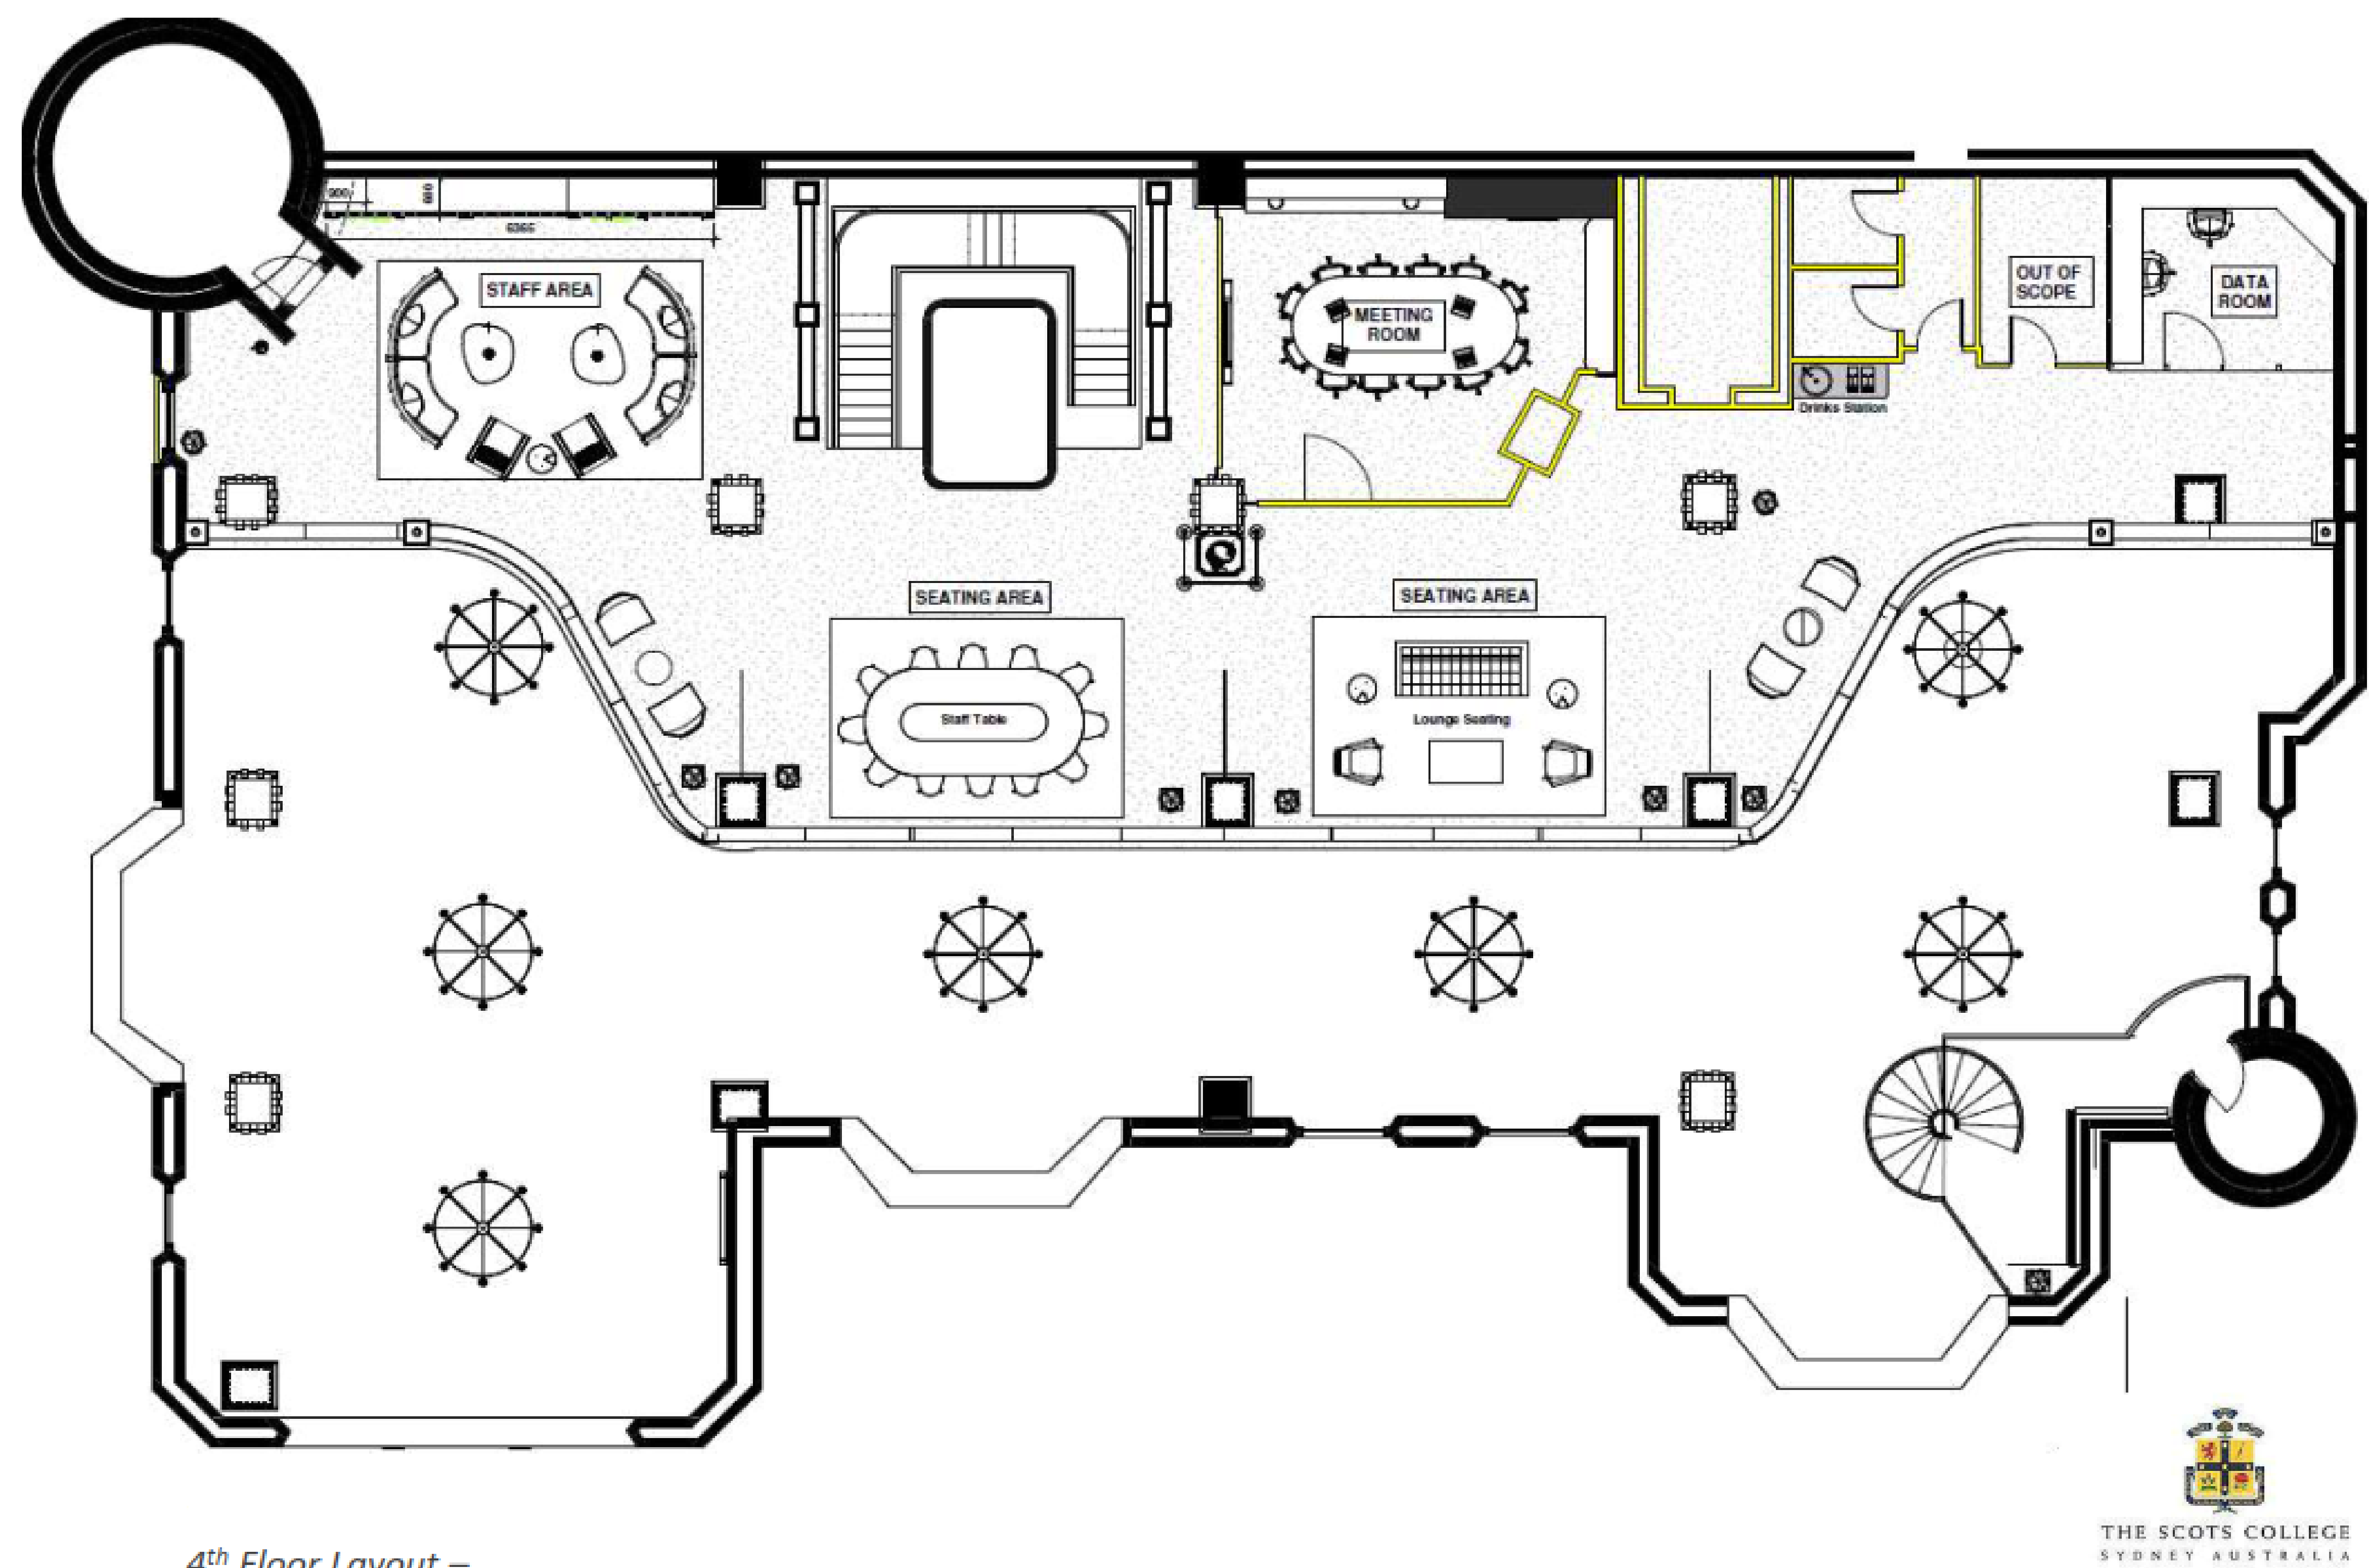 900
600
6365
STAFF AREA
MEETING
ROOM
OUT OF
SCOPE
DATA
ROOM
Drinks Station
SEATING AREA
SEATING AREA
Staff Table
Lounge Seating
4th Floor Layout –
THE SCOTS COLLEGE
SYDNEY AUSTRALIA